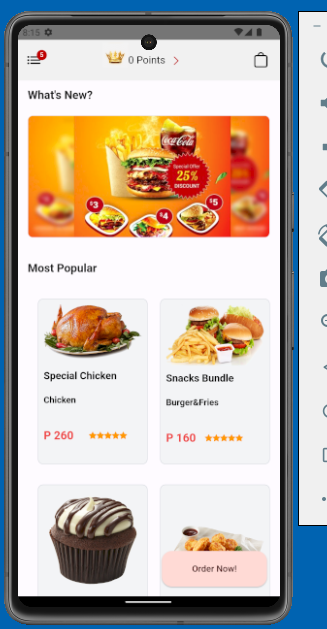 8:15
5
0 Points >
What's New?
Coca-Cola
Special Offer
25%
DISCOUNT
$3
$4
$5
Most Popular
Special Chicken
Chicken
P 260
Snacks Bundle
Burger&Fries
P 160
Order Now!